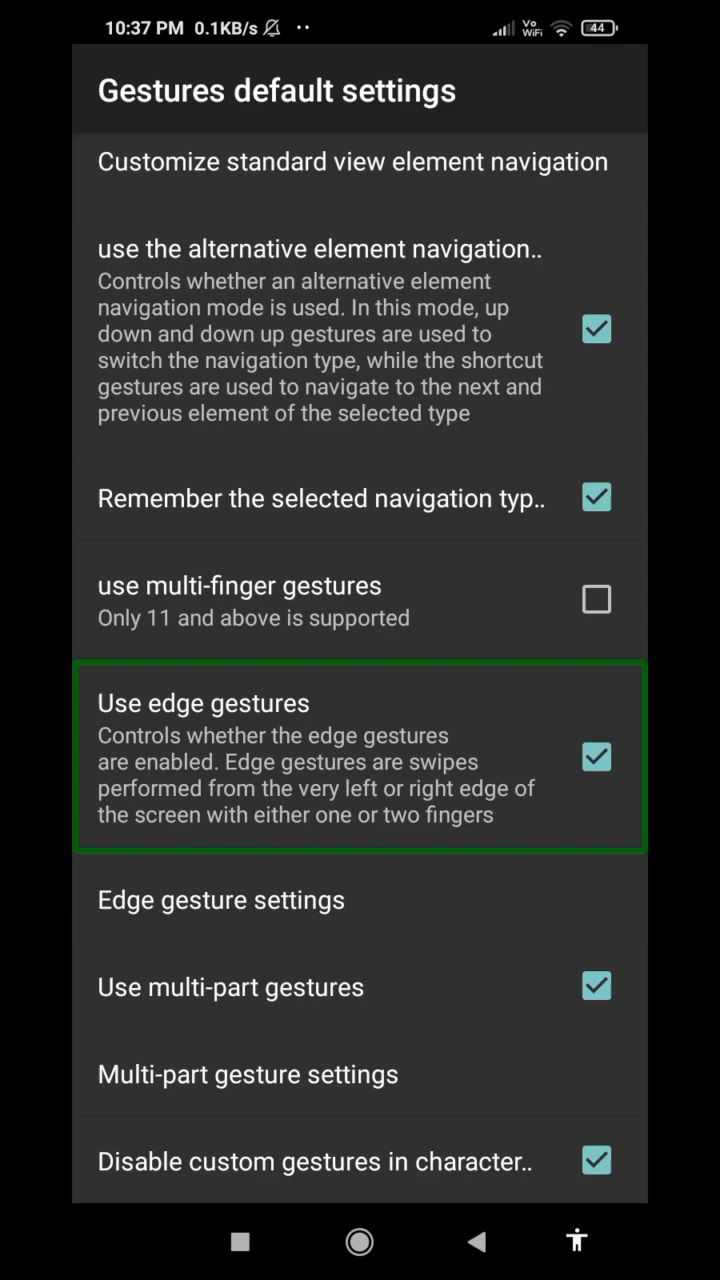 10:37 PM 0.1KB/s
Vo
WiFi
44
Gestures default settings
Customize standard view element navigation
use the alternative element navigation..
Controls whether an alternative element
navigation mode is used. In this mode, up
down and down up gestures are used to
switch the navigation type, while the shortcut
gestures are used to navigate to the next and
previous element of the selected type
Remember the selected navigation typ..
use multi-finger gestures
Only 11 and above is supported
Use edge gestures
Controls whether the edge gestures
are enabled. Edge gestures are swipes
performed from the very left or right edge of
the screen with either one or two fingers
Edge gesture settings
Use multi-part gestures
Multi-part gesture settings
Disable custom gestures in character..